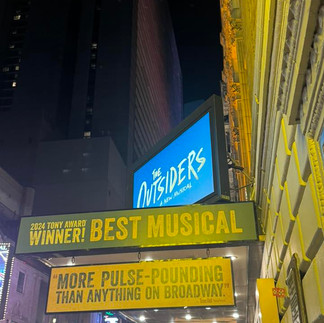 THE
OUTSIDERS
A NEW MUSICAL
2024 TONY AWARD
WINNER! BEST MUSICAL
"MORE PULSE-POUNDING
THAN ANYTHING ON BROADWAY."